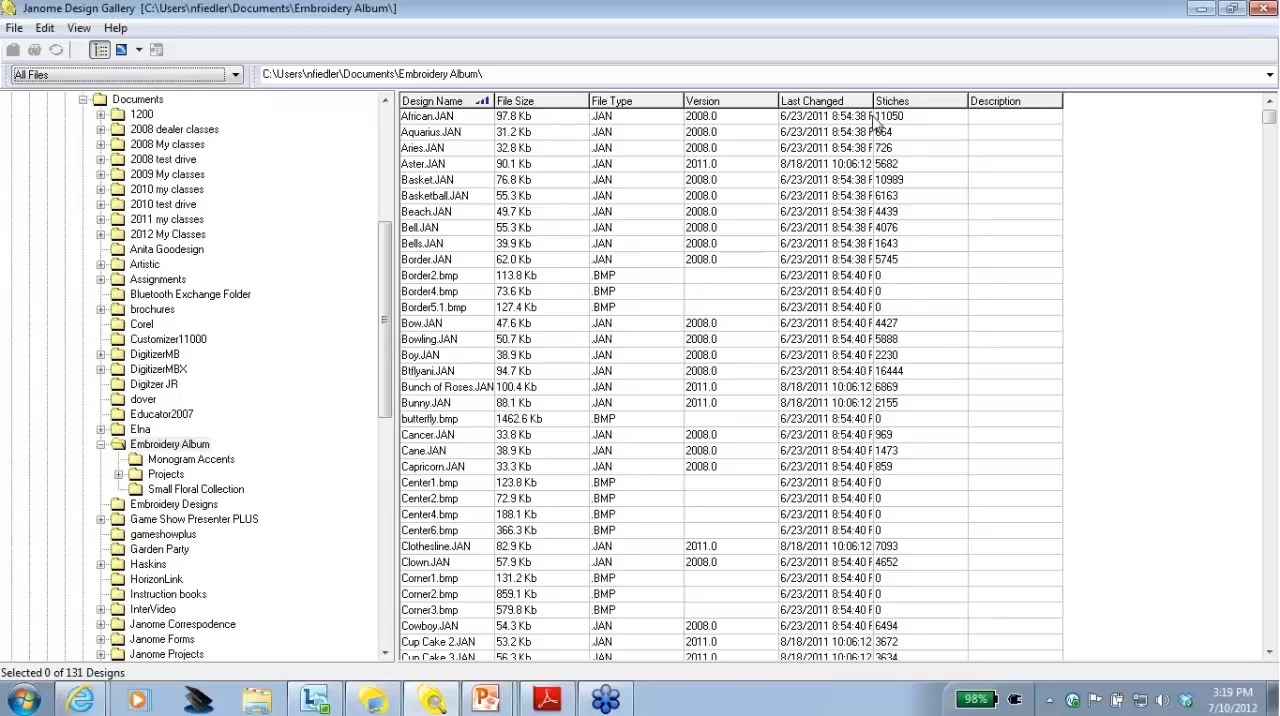 Janome Design Gallery [C:\Users\nfiedler\Documents\Embroidery Album\]
File Edit View Help
All Files C:\Users\nfiedler\Documents\Embroidery Album\
Documents
1200
2008 dealer classes
2008 My classes
2008 test drive
2009 My classes
2010 my classes
2010 test drive
2011 my classes
2012 My Classes
Anita Goodesign
Artistic
Assignments
Bluetooth Exchange Folder
brochures
Corel
Customizer11000
DigitizerMB
DigitizerMBX
Digitzer JR
dover
Educator2007
Elna
Embroidery Album
Monogram Accents
Projects
Small Floral Collection
Embroidery Designs
Game Show Presenter PLUS
gameshowplus
Garden Party
Haskins
HorizonLink
Instruction books
InterVideo
Janome Correspodence
Janome Forms
Janome Projects
Design Name File Size File Type Version Last Changed Stiches Description
African.JAN 97.8 Kb .JAN 2008.0 6/23/2011 8:54:38 P 11050
Aquarius.JAN 31.2 Kb .JAN 2008.0 6/23/2011 8:54:38 P 64
Aries.JAN 32.8 Kb .JAN 2008.0 6/23/2011 8:54:38 P 726
Aster.JAN 90.1 Kb .JAN 2011.0 8/18/2011 10:06:12 5682
Basket.JAN 76.8 Kb .JAN 2008.0 6/23/2011 8:54:38 P 10989
Basketball.JAN 55.3 Kb .JAN 2008.0 6/23/2011 8:54:38 P 6163
Beach.JAN 49.7 Kb .JAN 2008.0 6/23/2011 8:54:38 P 4439
Bell.JAN 55.3 Kb .JAN 2008.0 6/23/2011 8:54:38 P 4076
Bells.JAN 39.9 Kb .JAN 2008.0 6/23/2011 8:54:38 P 1643
Border.JAN 62.0 Kb .JAN 2008.0 6/23/2011 8:54:38 P 5745
Border2.bmp 113.8 Kb .BMP 6/23/2011 8:54:40 P 0
Border4.bmp 73.6 Kb .BMP 6/23/2011 8:54:40 P 0
Border5.1.bmp 127.4 Kb .BMP 6/23/2011 8:54:40 P 0
Bow.JAN 47.6 Kb .JAN 2008.0 6/23/2011 8:54:40 P 4427
Bowling.JAN 50.7 Kb .JAN 2008.0 6/23/2011 8:54:40 P 5888
Boy.JAN 38.9 Kb .JAN 2008.0 6/23/2011 8:54:40 P 2230
Btflyani.JAN 94.7 Kb .JAN 2008.0 6/23/2011 8:54:40 P 16444
Bunch of Roses.JAN 100.4 Kb .JAN 2011.0 8/18/2011 10:06:12 6869
Bunny.JAN 88.1 Kb .JAN 2011.0 8/18/2011 10:06:12 2155
butterfly.bmp 1462.6 Kb .BMP 6/23/2011 8:54:40 P 0
Cancer.JAN 33.8 Kb .JAN 2008.0 6/23/2011 8:54:40 P 969
Cane.JAN 38.9 Kb .JAN 2008.0 6/23/2011 8:54:40 P 1473
Capricorn.JAN 33.3 Kb .JAN 2008.0 6/23/2011 8:54:40 P 859
Center1.bmp 123.8 Kb .BMP 6/23/2011 8:54:40 P 0
Center2.bmp 72.9 Kb .BMP 6/23/2011 8:54:40 P 0
Center4.bmp 188.1 Kb .BMP 6/23/2011 8:54:40 P 0
Center6.bmp 366.3 Kb .BMP 6/23/2011 8:54:40 P 0
Clothesline.JAN 82.9 Kb .JAN 2011.0 8/18/2011 10:06:12 7093
Clown.JAN 57.9 Kb .JAN 2008.0 6/23/2011 8:54:40 P 4652
Corner1.bmp 131.2 Kb .BMP 6/23/2011 8:54:40 P 0
Corner2.bmp 859.1 Kb .BMP 6/23/2011 8:54:40 P 0
Corner3.bmp 579.8 Kb .BMP 6/23/2011 8:54:40 P 0
Cowboy.JAN 54.3 Kb .JAN 2008.0 6/23/2011 8:54:40 P 6494
Cup Cake 2.JAN 53.2 Kb .JAN 2011.0 8/18/2011 10:06:12 3672
Cup Cake 3.JAN 56.3 Kb .JAN 2011.0 8/18/2011 10:06:12 3634
Selected 0 of 131 Designs
98% 3:19 PM
7/10/2012